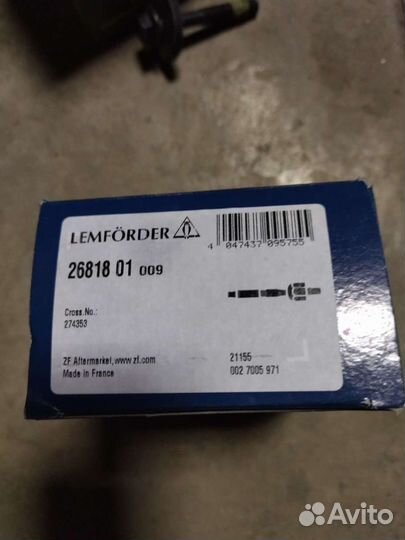 LEMFÖRDER
4 047437 095755
26818 01 009
Cross.No.:
274353
ZF Aftermarket, www.zf.com
Made in France
21155
002 7005 971
Avito